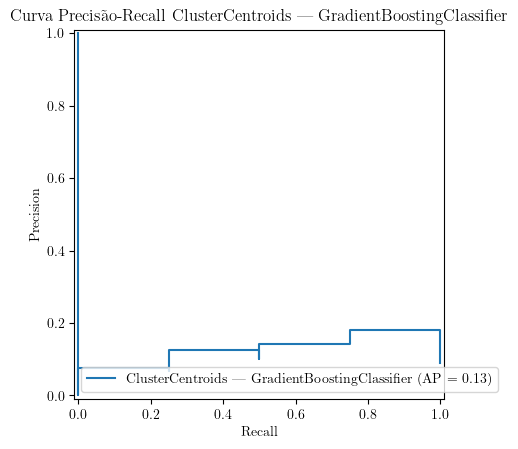 Curva Precisão-Recall ClusterCentroids — GradientBoostingClassifier
1.0
0.8
0.6
0.4
0.2
0.0
Precision
ClusterCentroids — GradientBoostingClassifier (AP = 0.13)
0.0 0.2 0.4 0.6 0.8 1.0
Recall